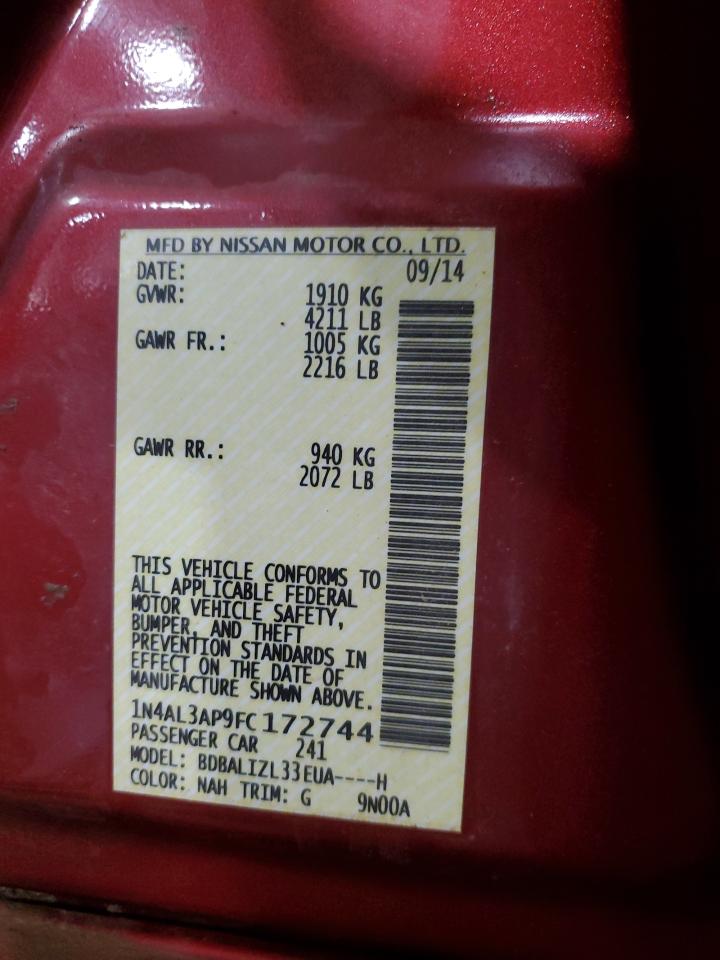 MFD BY NISSAN MOTOR CO., LTD.
DATE: 09/14
GVWR: 1910 KG
4211 LB
GAWR FR.: 1005 KG
2216 LB
GAWR RR.: 940 KG
2072 LB
THIS VEHICLE CONFORMS TO
ALL APPLICABLE FEDERAL
MOTOR VEHICLE SAFETY,
BUMPER, AND THEFT
PREVENTION STANDARDS IN
EFFECT ON THE DATE OF
MANUFACTURE SHOWN ABOVE.
1N4AL3AP9FC172744
PASSENGER CAR 241
MODEL: BDBALIZL33EUA----H
COLOR: NAH TRIM: G 9N00A